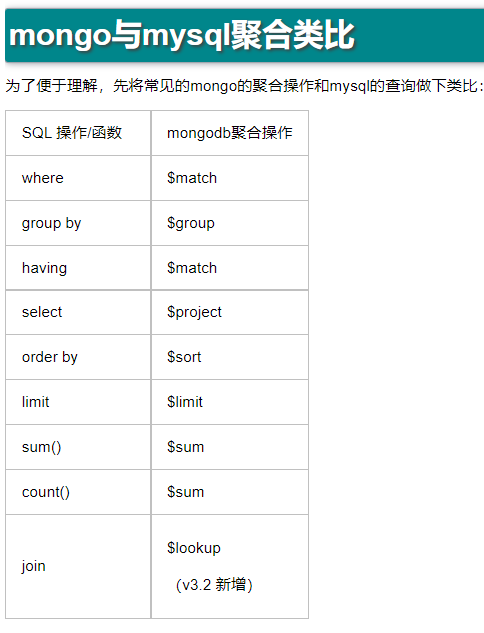 mongo与mysql聚合类比
为了便于理解，先将常见的mongo的聚合操作和mysql的查询做下类比：
SQL 操作/函数 mongodb聚合操作
where $match
group by $group
having $match
select $project
order by $sort
limit $limit
sum() $sum
count() $sum
join $lookup
（v3.2 新增）